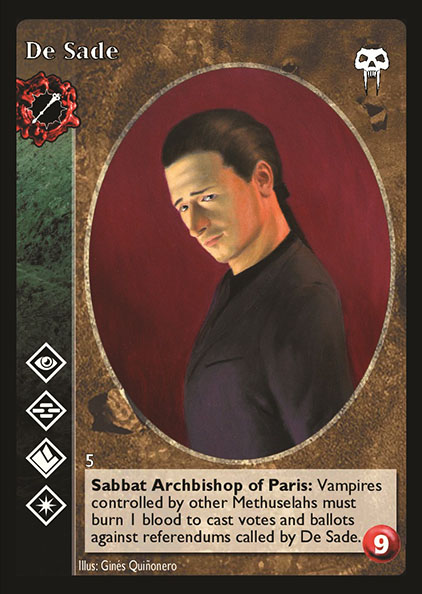 De Sade
5
Sabbat Archbishop of Paris: Vampires
controlled by other Methuselahs must
burn 1 blood to cast votes and ballots
against referendums called by De Sade.
9
Illus: Ginés Quiñonero